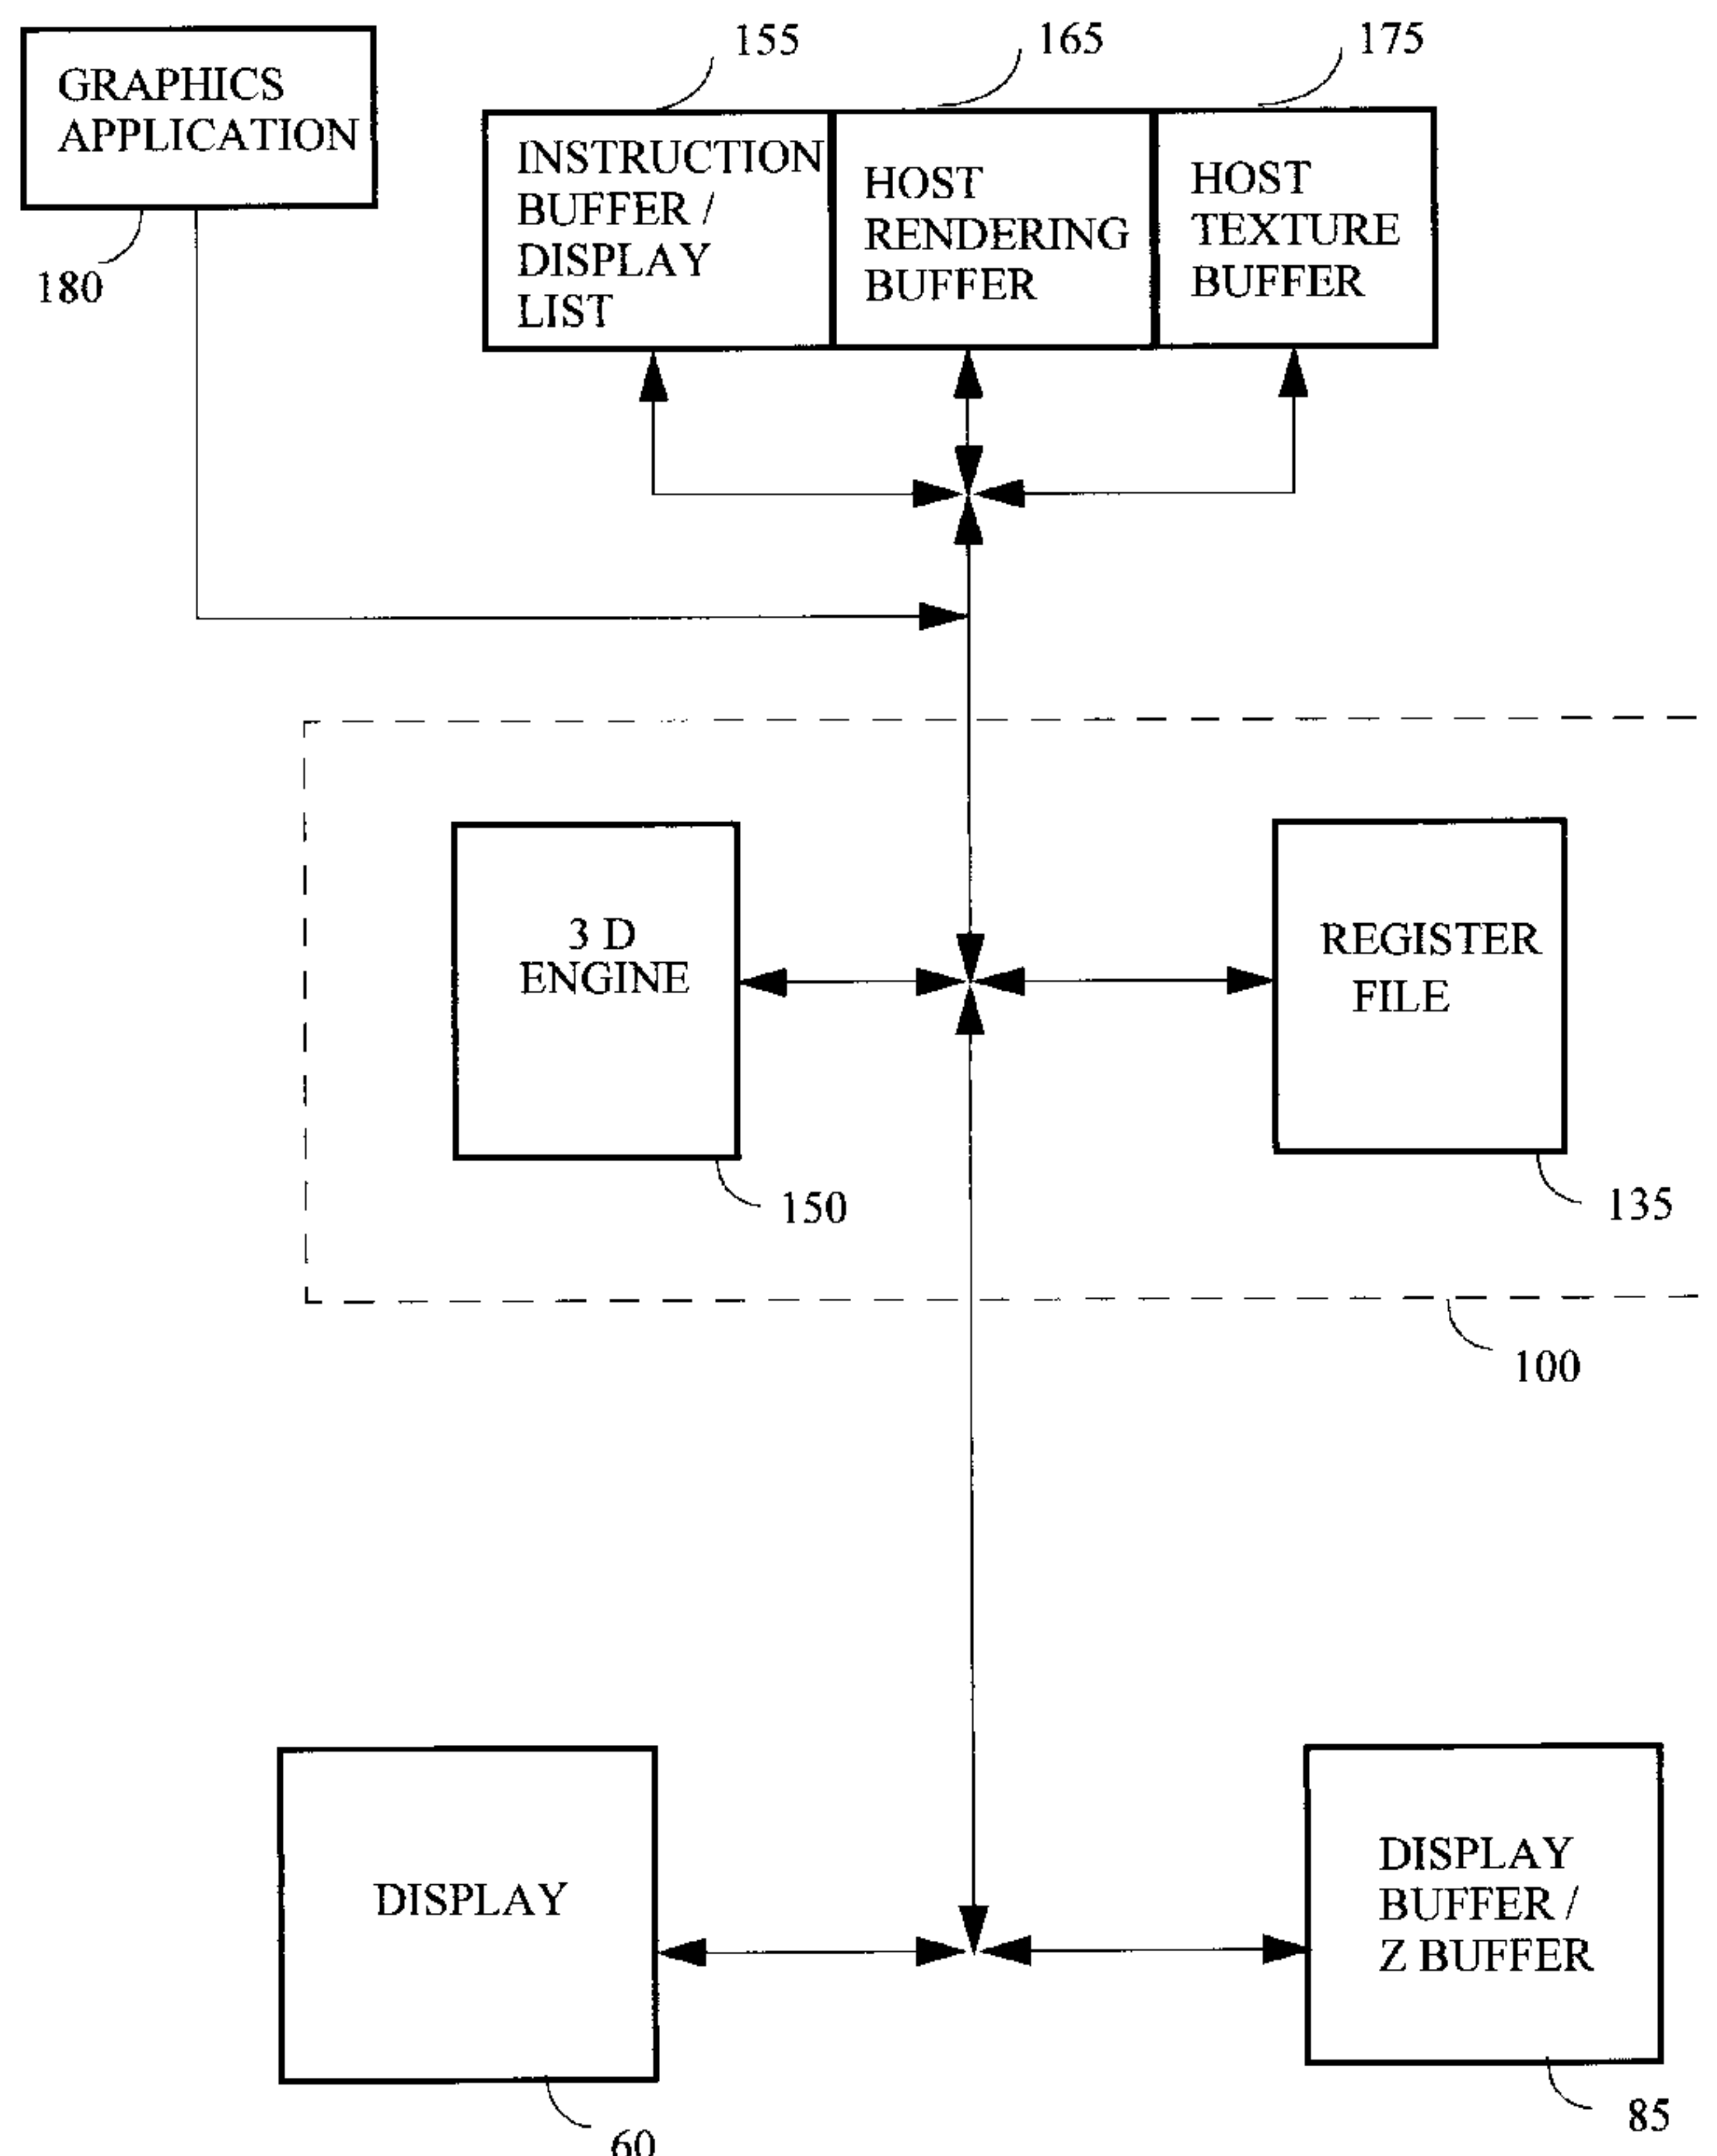 GRAPHICS
APPLICATION
180
155
165
175
INSTRUCTION
BUFFER /
DISPLAY
LIST
HOST
RENDERING
BUFFER
HOST
TEXTURE
BUFFER
3 D
ENGINE
150
REGISTER
FILE
135
100
DISPLAY
60
DISPLAY
BUFFER /
Z BUFFER
85